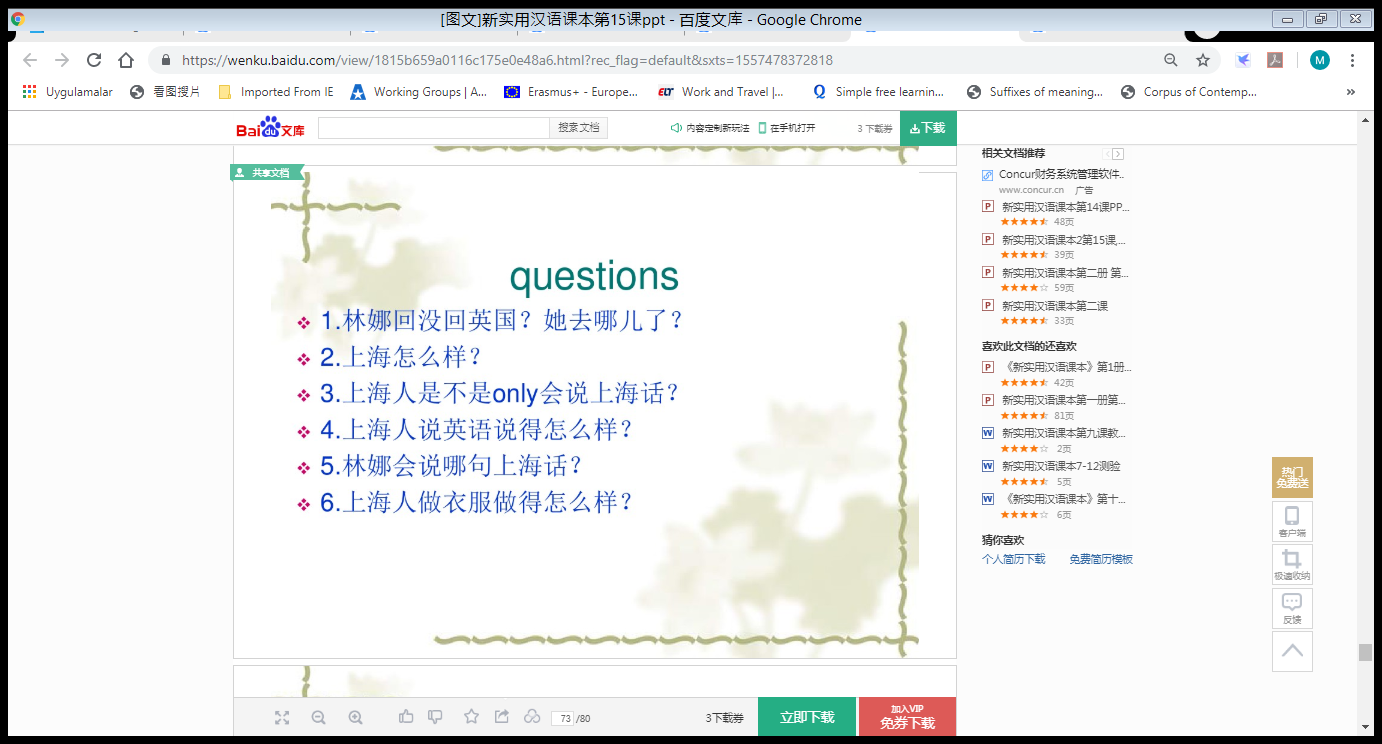 [图文]新实用汉语课本第15课ppt - 百度文库 - Google Chrome
https://wenku.baidu.com/view/1815b659a0116c175e0e48a6.html?rec_flag=default&sxts=1557478372818
M
Uygulamalar 看图搜片 Imported From IE Working Groups | A... Erasmus+ - Europe... Work and Travel |... Simple free learnin... Suffixes of meaning... Corpus of Contemp... »
Baidu文库 搜索文档 内容定制新玩法 在手机打开 3下载券 下载
共享文档
questions
1.林娜回没回英国?她去哪儿了?
2.上海怎么样?
3.上海人是不是only会说上海话?
4.上海人说英语说得怎么样?
5.林娜会说哪句上海话?
6.上海人做衣服做得怎么样?
相关文档推荐
Concur财务系统管理软件..
www.concur.cn 广告
新实用汉语课本第14课PP...
48页
新实用汉语课本2第15课,...
39页
新实用汉语课本第二册 第...
59页
新实用汉语课本第二课
33页
喜欢此文档的还喜欢
《新实用汉语课本》第1册...
42页
新实用汉语课本第一册第...
81页
新实用汉语课本第九课教...
2页
新实用汉语课本7-12测验
5页
《新实用汉语课本》第十...
6页
猜你喜欢
个人简历下载 免费简历模板
热门
免费送
客户端
极速收纳
反馈
73 /80 3下载券 立即下载
加入VIP
免券下载